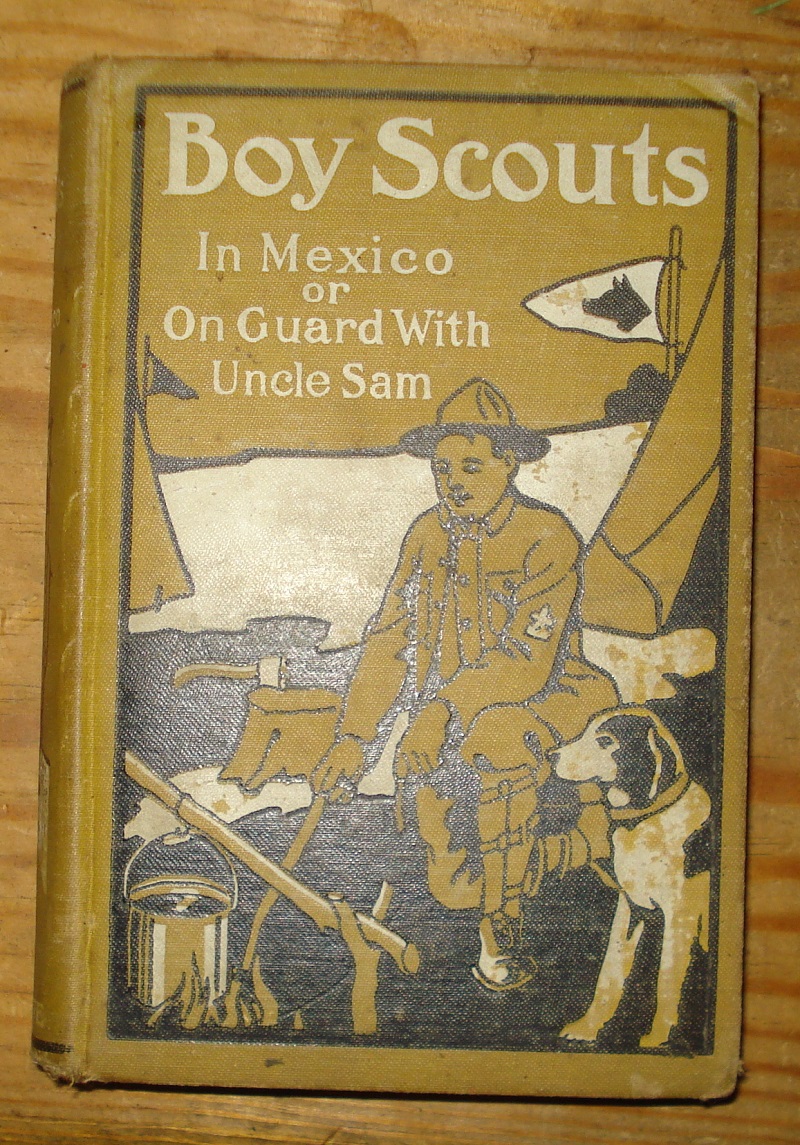 Boy Scouts
In Mexico
or
On Guard With
Uncle Sam